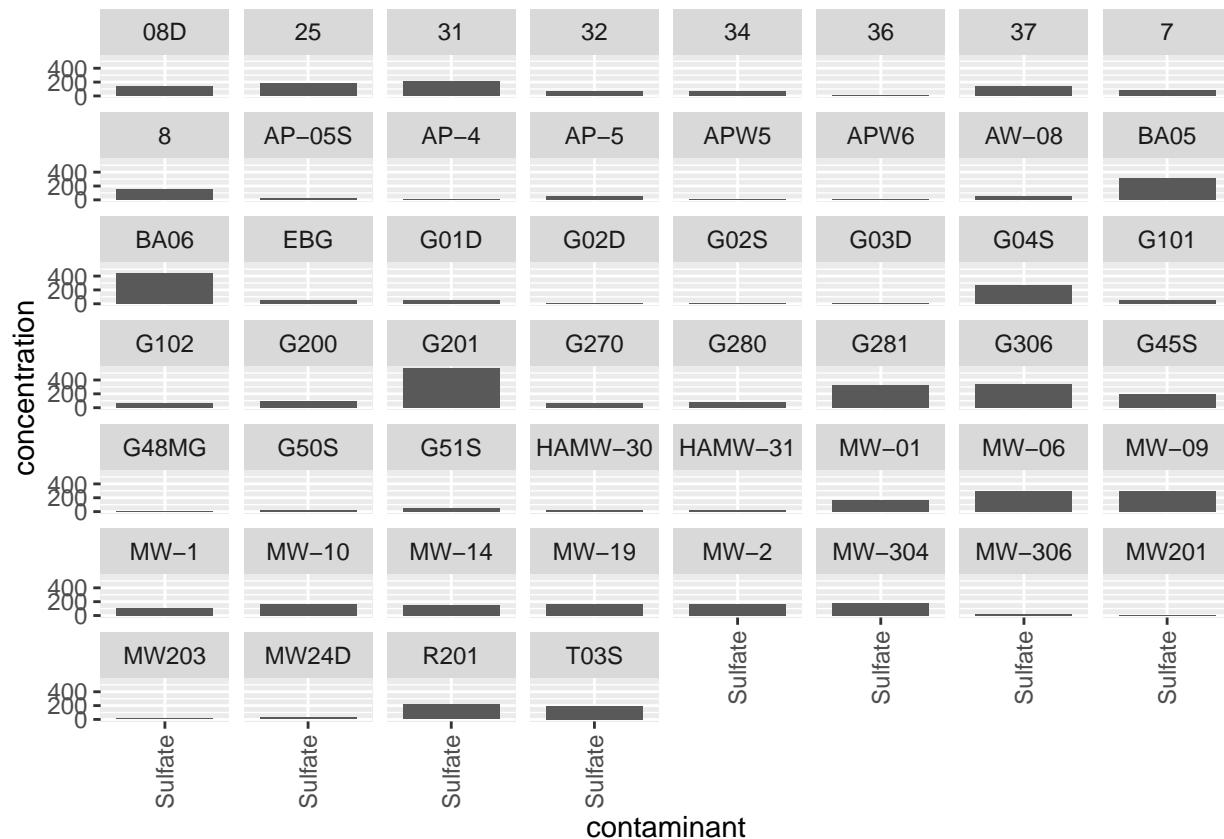 08D 25 31 32 34 36 37 7
400
200
0
8 AP−05S AP−4 AP−5 APW5 APW6 AW−08 BA05
400
200
0
BA06 EBG G01D G02D G02S G03D G04S G101
400
200
0
G102 G200 G201 G270 G280 G281 G306 G45S
400
200
0
G48MG G50S G51S HAMW−30 HAMW−31 MW−01 MW−06 MW−09
400
200
0
MW−1 MW−10 MW−14 MW−19 MW−2 MW−304 MW−306 MW201
400
200
0
MW203 MW24D R201 T03S
400
200
0
Sulfate Sulfate Sulfate Sulfate
Sulfate Sulfate Sulfate Sulfate
contaminant
concentration